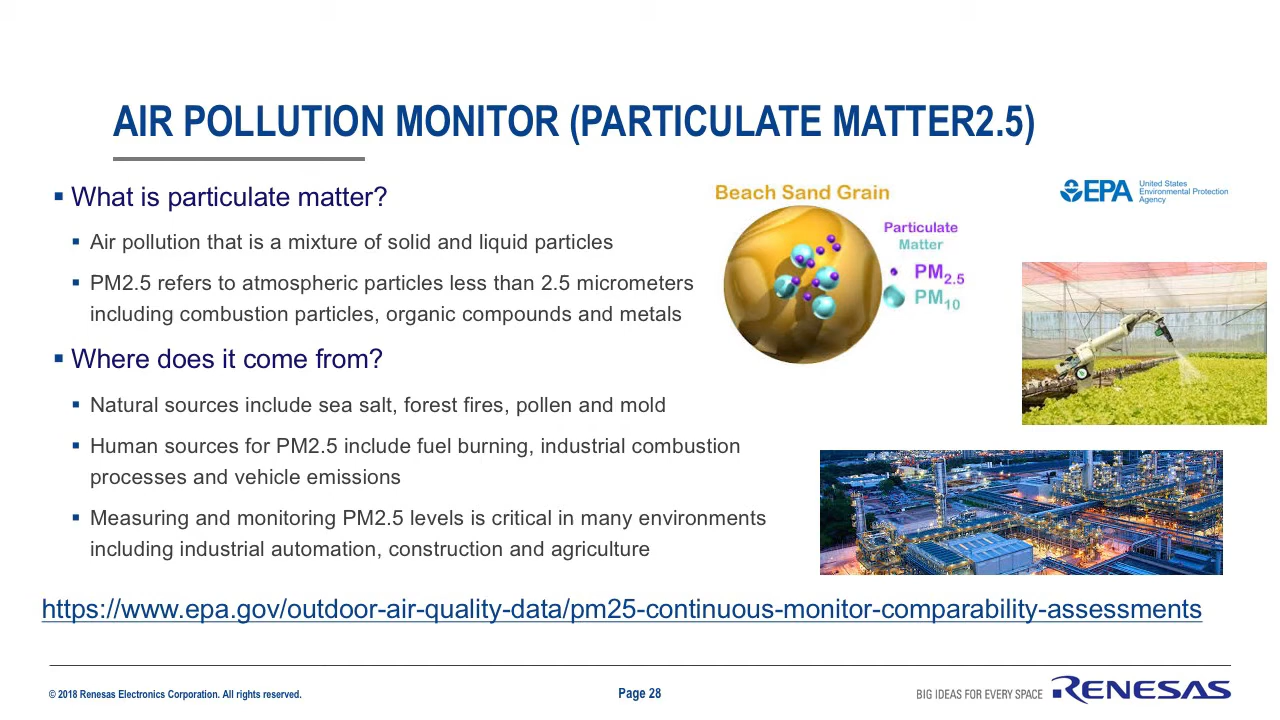 AIR POLLUTION MONITOR (PARTICULATE MATTER2.5)
▪ What is particulate matter?
▪ Air pollution that is a mixture of solid and liquid particles
▪ PM2.5 refers to atmospheric particles less than 2.5 micrometers
including combustion particles, organic compounds and metals
▪ Where does it come from?
▪ Natural sources include sea salt, forest fires, pollen and mold
▪ Human sources for PM2.5 include fuel burning, industrial combustion
processes and vehicle emissions
▪ Measuring and monitoring PM2.5 levels is critical in many environments
including industrial automation, construction and agriculture
Beach Sand Grain
Particulate
Matter
PM2.5
PM10
EPA
United States
Environmental Protection
Agency
https://www.epa.gov/outdoor-air-quality-data/pm25-continuous-monitor-comparability-assessments
© 2018 Renesas Electronics Corporation. All rights reserved.
Page 28
BIG IDEAS FOR EVERY SPACE
RENESAS